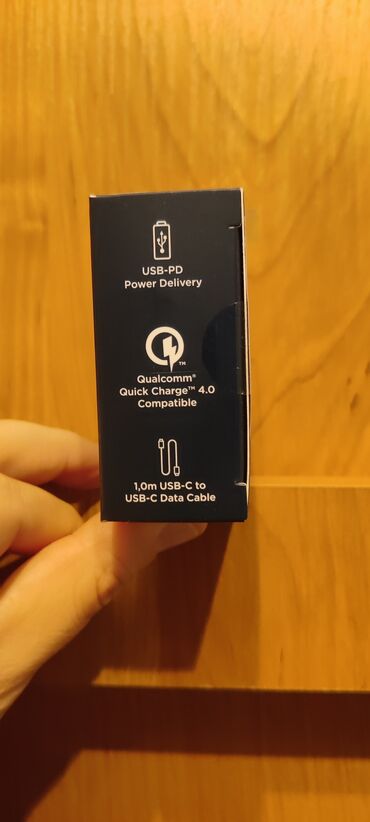 USB-PD
Power Delivery
TM
Qualcomm®
Quick Charge™ 4.0
Compatible
1,0m USB-C to
USB-C Data Cable